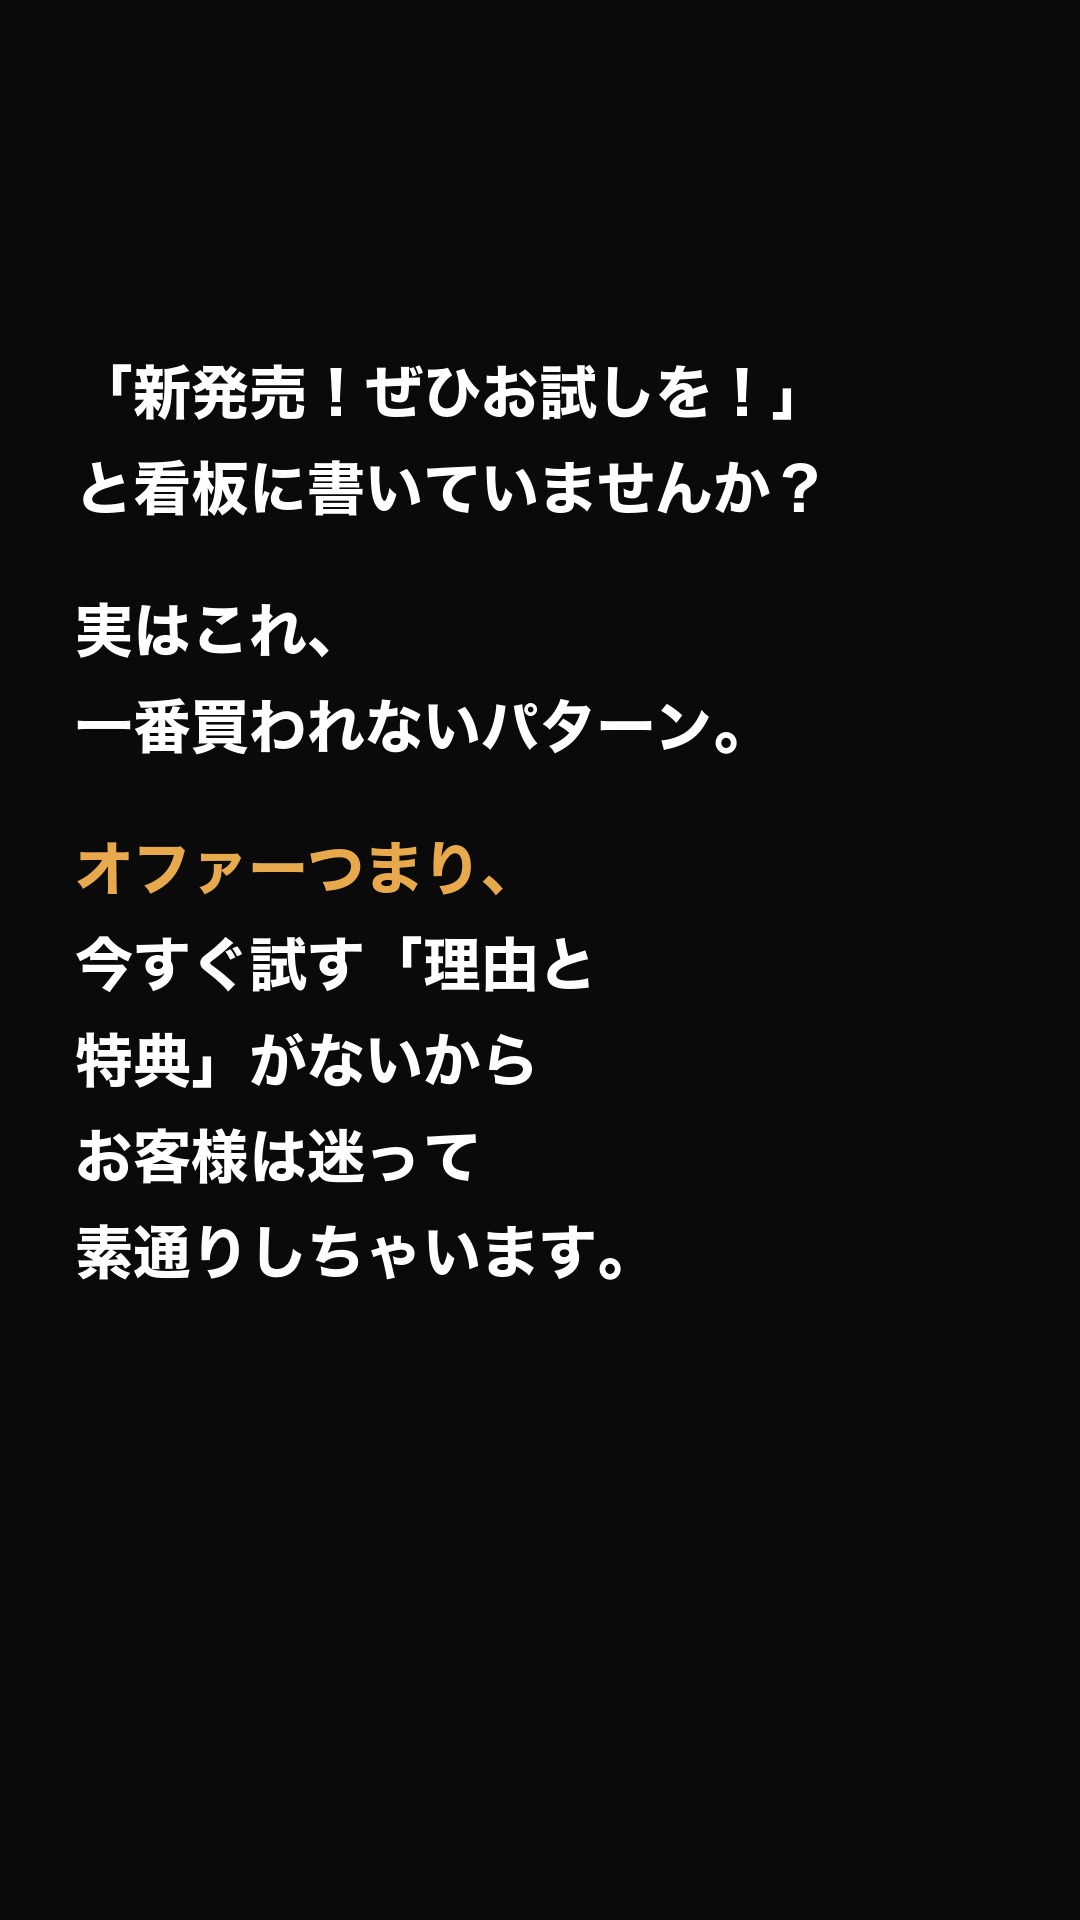 「新発売！ぜひお試しを！」
と看板に書いていませんか？
実はこれ、
一番買われないパターン。
オファーつまり、
今すぐ試す「理由と
特典」がないから
お客様は迷って
素通りしちゃいます。